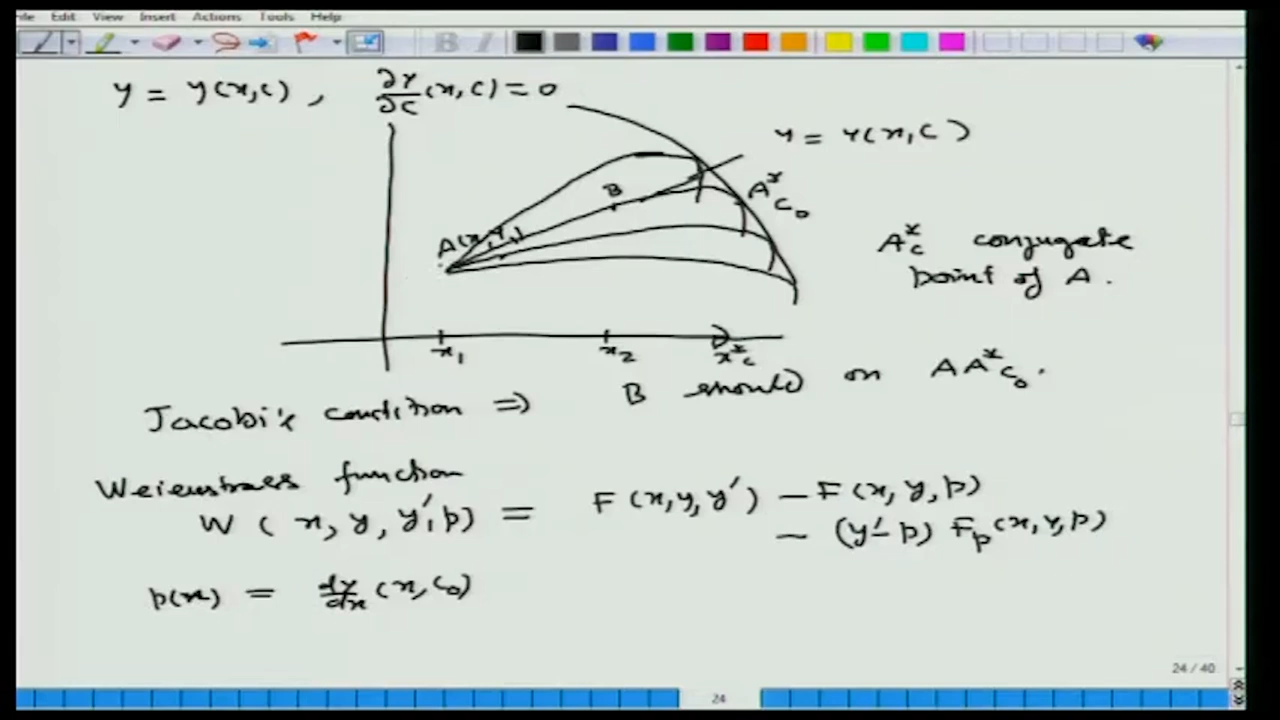 File Edit View Insert Actions Tools Help
y = y(x,c) , ∂y/∂c (x,c) = 0
y = y(x,c)
B
A*c₀
A(x₁,y₁)
A*c conjugate
point of A.
x₁ x₂ x*c
Jacobi's condition ⇒ B should on AA*c₀.
Weierstrass function
W (x, y, y', p) = F(x,y,y') − F(x,y,p)
− (y'−p) Fp(x,y,p)
p(x) = dy/dx (x,c₀)
24 / 40
24